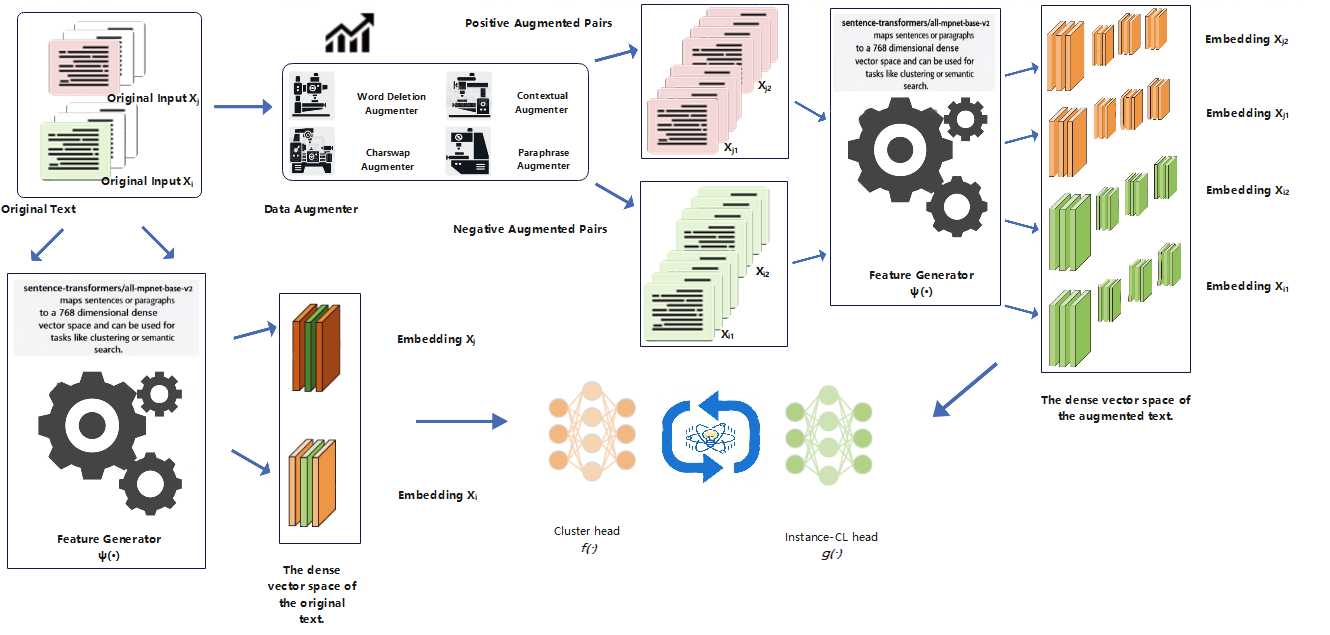 Original Input Xj
Original Input Xi
Original Text
Word Deletion
Augmenter
Contextual
Augmenter
Charswap
Augmenter
Paraphrase
Augmenter
Data Augmenter
Positive Augmented Pairs
Negative Augmented Pairs
Xj2
Xj1
Xi2
Xi1
sentence-transformers/all-mpnet-base-v2
maps sentences or paragraphs
to a 768 dimensional dense
vector space and can be used for
tasks like clustering or semantic
search.
Feature Generator
ψ(•)
Embedding Xj2
Embedding Xj1
Embedding Xi2
Embedding Xi1
The dense vector space of
the augmented text.
sentence-transformers/all-mpnet-base-v2
maps sentences or paragraphs
to a 768 dimensional dense
vector space and can be used for
tasks like clustering or semantic
search.
Feature Generator
ψ(•)
Embedding Xj
Embedding Xi
The dense
vector space of
the original
text.
Cluster head
f(·)
Instance-CL head
g(·)